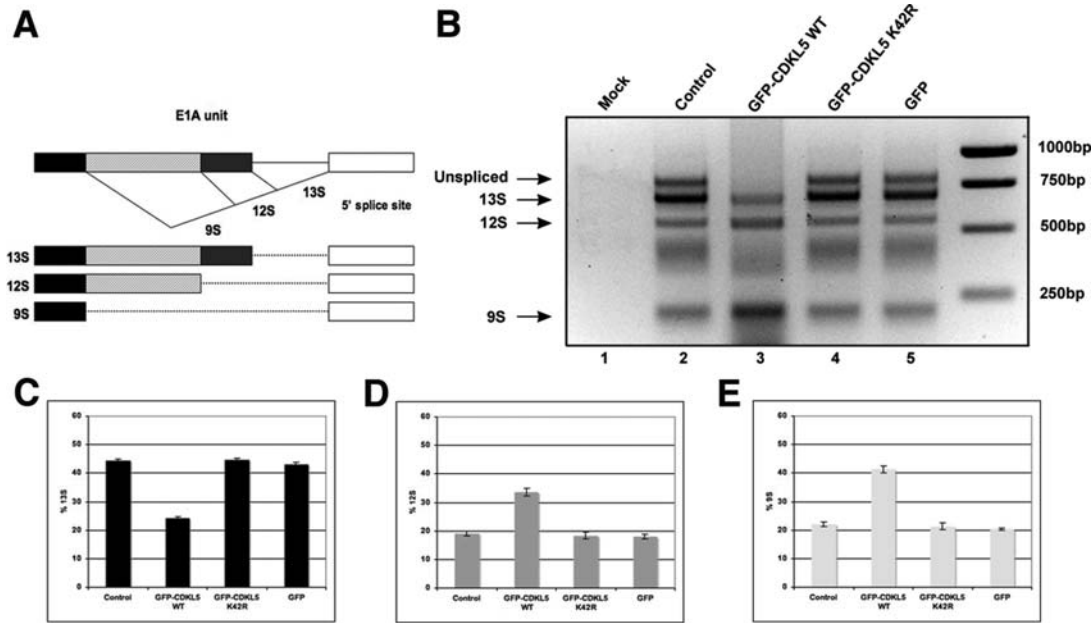 A
E1A unit
13S
12S
9S
5' splice site
13S
12S
9S
B
Mock
Control
GFP-CDKL5 WT
GFP-CDKL5 K42R
GFP
Unspliced
13S
12S
9S
1000bp
750bp
500bp
250bp
1 2 3 4 5
C
% 13S
60
50
40
30
20
10
0
Control
GFP-CDKL5 WT
GFP-CDKL5 K42R
GFP
D
% 12S
60
50
40
30
20
10
0
Control
GFP-CDKL5 WT
GFP-CDKL5 K42R
GFP
E
% 9S
60
50
40
30
20
10
0
Control
GFP-CDKL5 WT
GFP-CDKL5 K42R
GFP